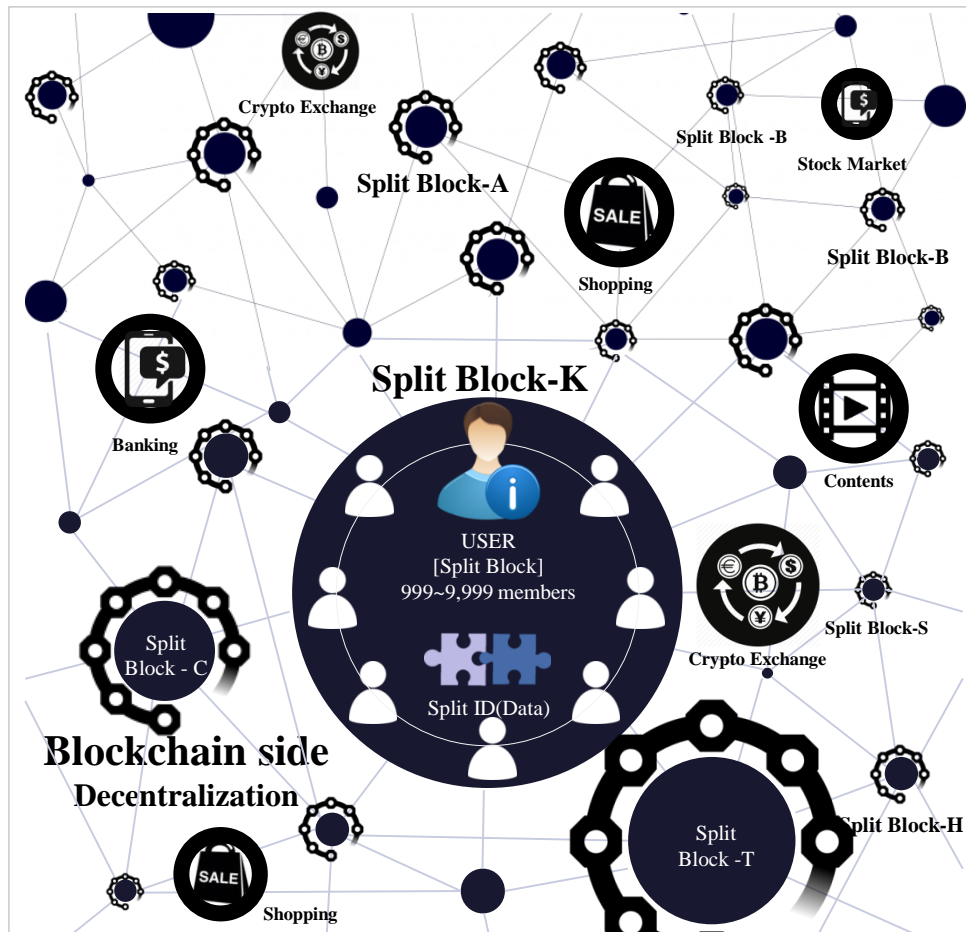 Crypto Exchange
Split Block -B
Stock Market
Split Block-A
SALE
Shopping
Split Block-B
$
Banking
Split Block-K
Contents
USER
[Split Block]
999~9,999 members
Split ID(Data)
€ $
B
¥
Crypto Exchange
Split Block-S
Split
Block - C
Blockchain side
Decentralization
Split
Block -T
Split Block-H
SALE
Shopping